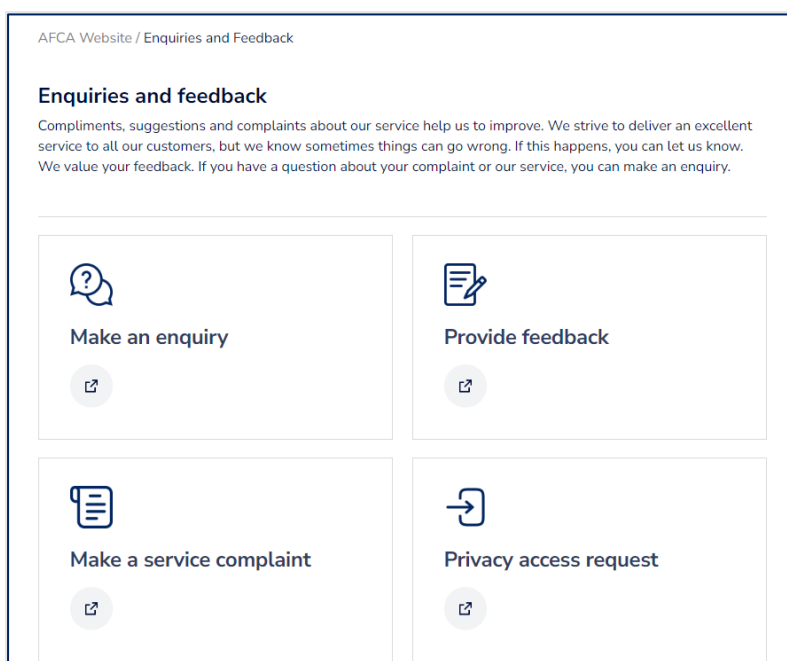 AFCA Website / Enquiries and Feedback
Enquiries and feedback
Compliments, suggestions and complaints about our service help us to improve. We strive to deliver an excellent
service to all our customers, but we know sometimes things can go wrong. If this happens, you can let us know.
We value your feedback. If you have a question about your complaint or our service, you can make an enquiry.
?
Make an enquiry
Provide feedback
Make a service complaint
Privacy access request